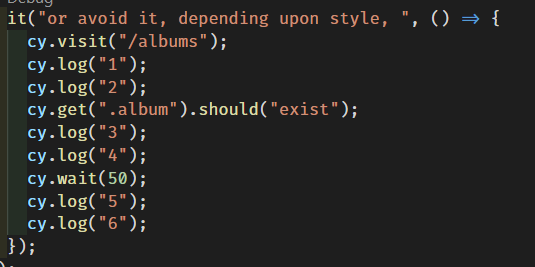 Debug
it("or avoid it, depending upon style, ", () => {
cy.visit("/albums");
cy.log("1");
cy.log("2");
cy.get(".album").should("exist");
cy.log("3");
cy.log("4");
cy.wait(50);
cy.log("5");
cy.log("6");
});